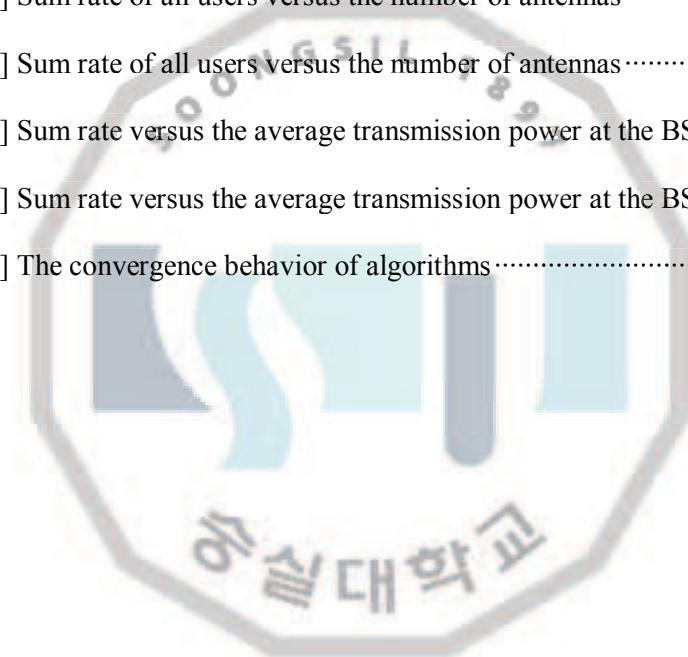 ] Sum rate of all users versus the number of antennas
] Sum rate of all users versus the number of antennas
] Sum rate versus the average transmission power at the BS
] Sum rate versus the average transmission power at the BS
] The convergence behavior of algorithms
SOONGSIL 1897
숭실대학교